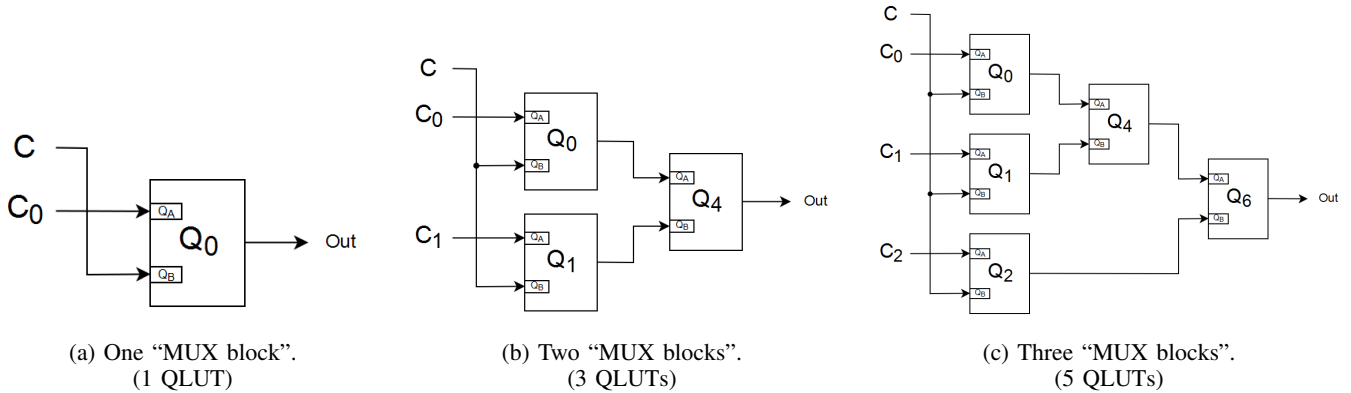 C
C0
QA
Q0
QB
Out
(a) One “MUX block”.
(1 QLUT)
C
C0
QA
Q0
QB
C1
QA
Q1
QB
QA
Q4
QB
Out
(b) Two “MUX blocks”.
(3 QLUTs)
C
C0
QA
Q0
QB
C1
QA
Q1
QB
C2
QA
Q2
QB
QA
Q4
QB
QA
Q6
QB
Out
(c) Three “MUX blocks”.
(5 QLUTs)